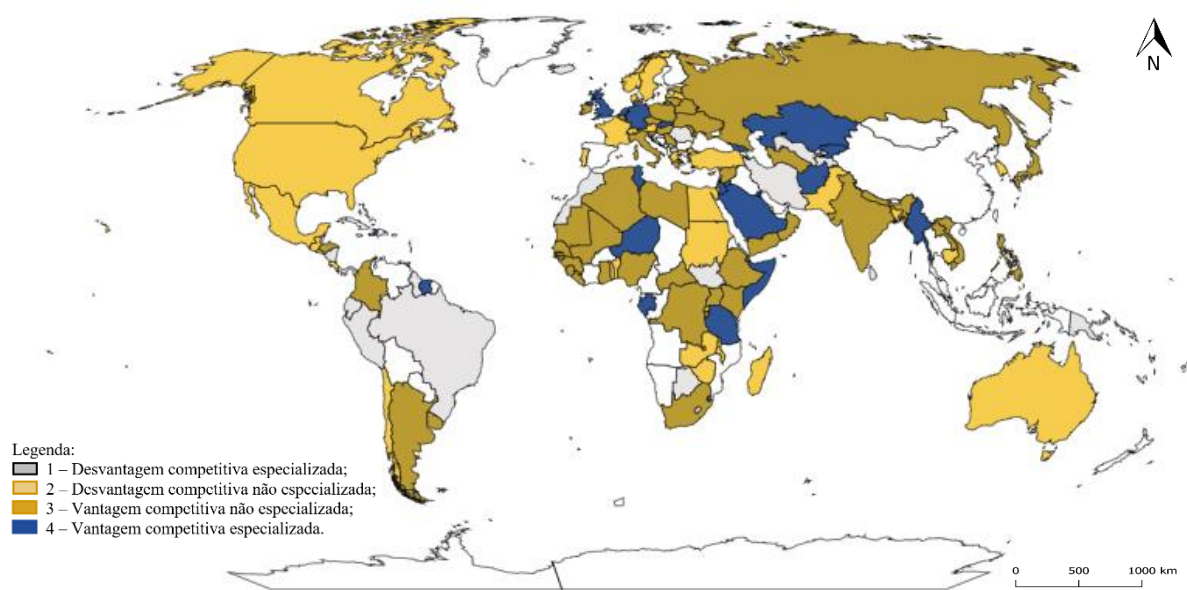 N
Legenda:
1 – Desvantagem competitiva especializada;
2 – Desvantagem competitiva não especializada;
3 – Vantagem competitiva não especializada;
4 – Vantagem competitiva especializada.
0 500 1000 km